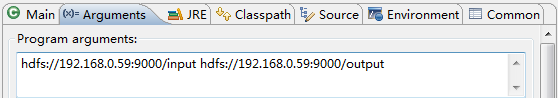 Main (x)= Arguments JRE Classpath Source Environment Common
Program arguments:
hdfs://192.168.0.59:9000/input hdfs://192.168.0.59:9000/output